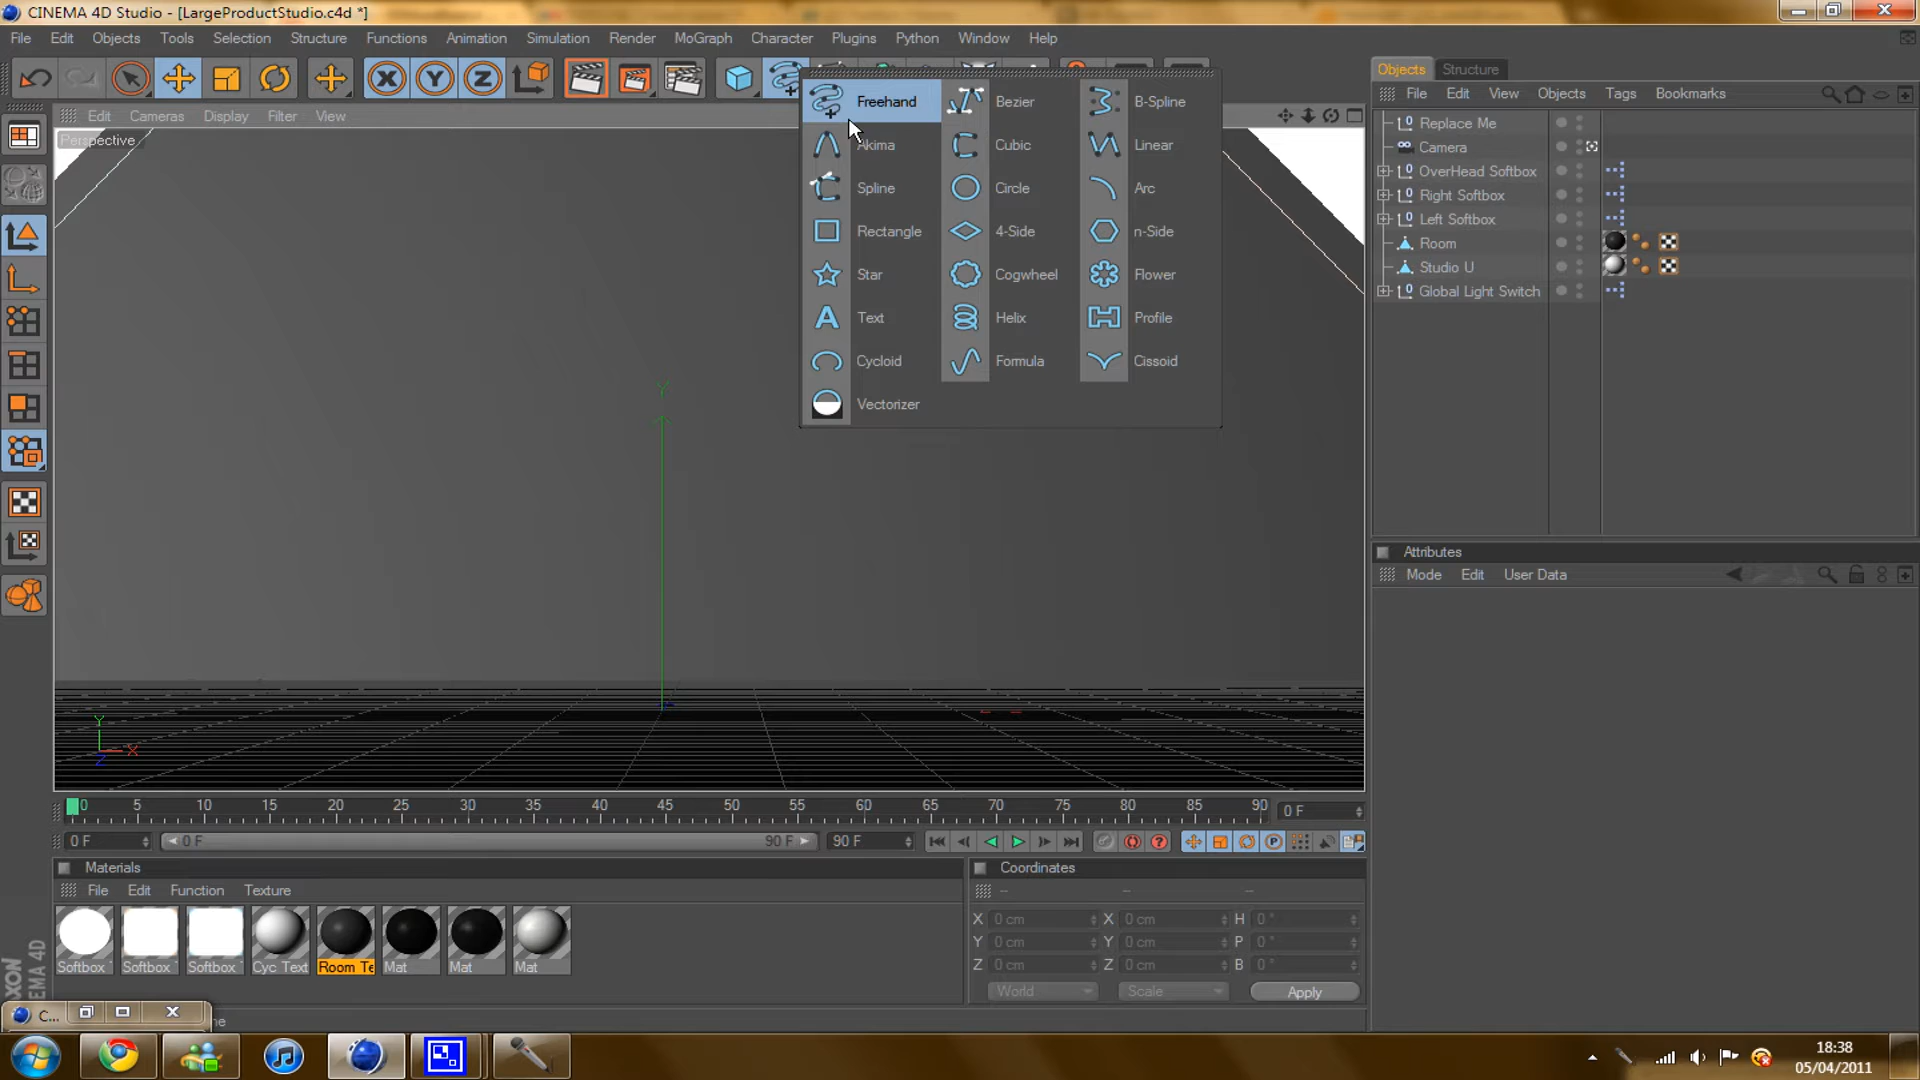 CINEMA 4D Studio - [LargeProductStudio.c4d *]
File Edit Objects Tools Selection Structure Functions Animation Simulation Render MoGraph Character Plugins Python Window Help
X Y Z
Objects Structure
File Edit View Objects Tags Bookmarks
Edit Cameras Display Filter View
Perspective
Freehand Bezier B-Spline
Akima Cubic Linear
Spline Circle Arc
Rectangle 4-Side n-Side
Star Cogwheel Flower
Text Helix Profile
Cycloid Formula Cissoid
Vectorizer
Replace Me
Camera
OverHead Softbox
Right Softbox
Left Softbox
Room
Studio U
Global Light Switch
Attributes
Mode Edit User Data
Y
Y
X
Z
0 5 10 15 20 25 30 35 40 45 50 55 60 65 70 75 80 85 90 0 F
0 F 0 F 90 F 90 F
Materials
File Edit Function Texture
Softbox Softbox Softbox Cyc Text Room Te Mat Mat Mat
Coordinates
-- -- --
X 0 cm X 0 cm H 0 °
Y 0 cm Y 0 cm P 0 °
Z 0 cm Z 0 cm B 0 °
World Scale Apply
C...
18:38
05/04/2011